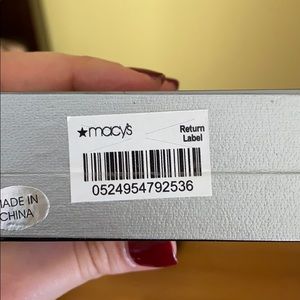 ★macy's
Return
Label
0524954792536
MADE IN
CHINA